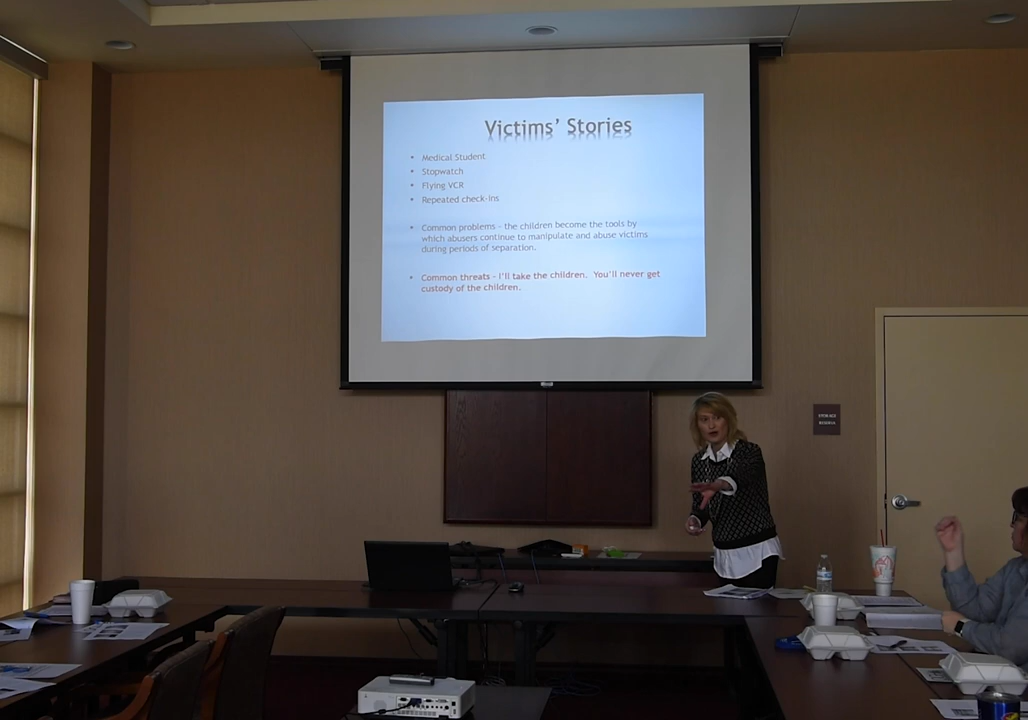 Victims' Stories
• Medical Student
• Stopwatch
• Flying VCR
• Repeated check-ins
• Common problems – the children become the tools by
which abusers continue to manipulate and abuse victims
during periods of separation.
• Common threats – I'll take the children. You'll never get
custody of the children.
STORAGE